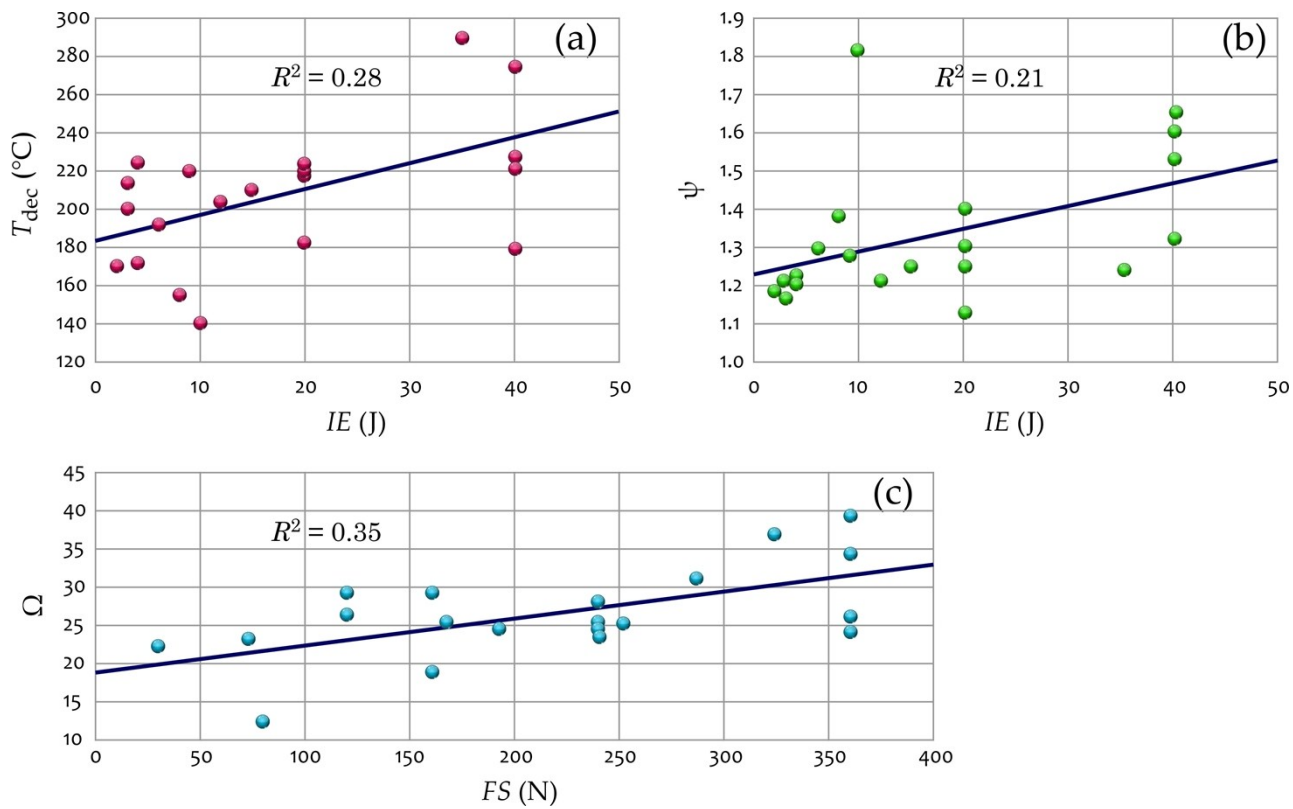 (a)
R² = 0.28
T_dec (°C)
300
280
260
240
220
200
180
160
140
120
0 10 20 30 40 50
IE (J)
(b)
R² = 0.21
ψ
1.9
1.8
1.7
1.6
1.5
1.4
1.3
1.2
1.1
1.0
0 10 20 30 40 50
IE (J)
(c)
R² = 0.35
Ω
45
40
35
30
25
20
15
10
0 50 100 150 200 250 300 350 400
FS (N)